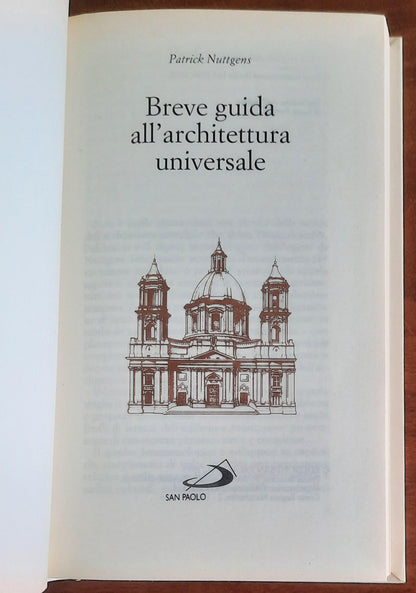 Patrick Nuttgens
Breve guida
all'architettura
universale
SAN PAOLO